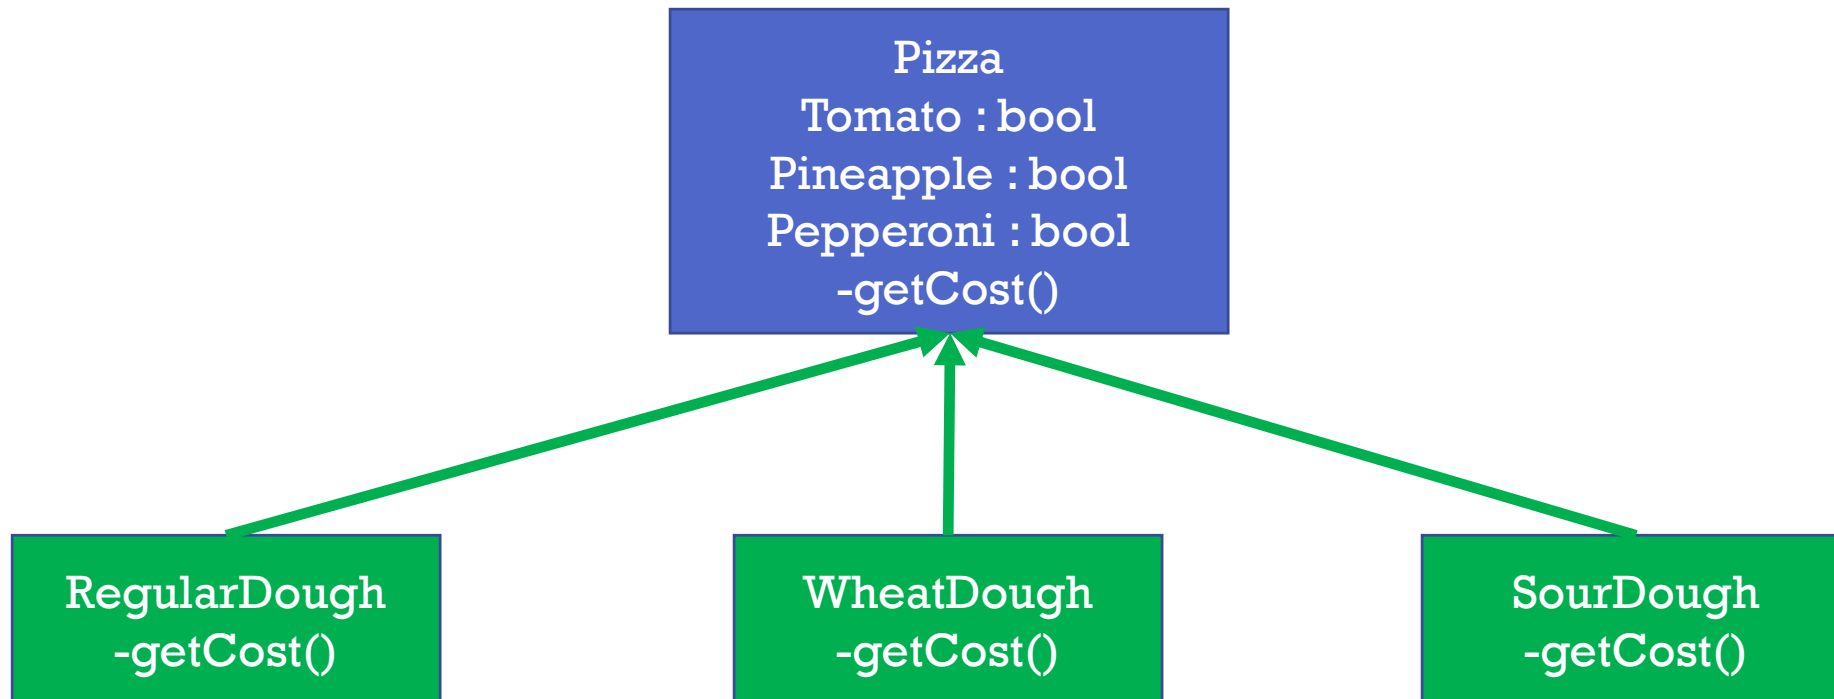 Pizza
Tomato : bool
Pineapple : bool
Pepperoni : bool
-getCost()
RegularDough
-getCost()
WheatDough
-getCost()
SourDough
-getCost()